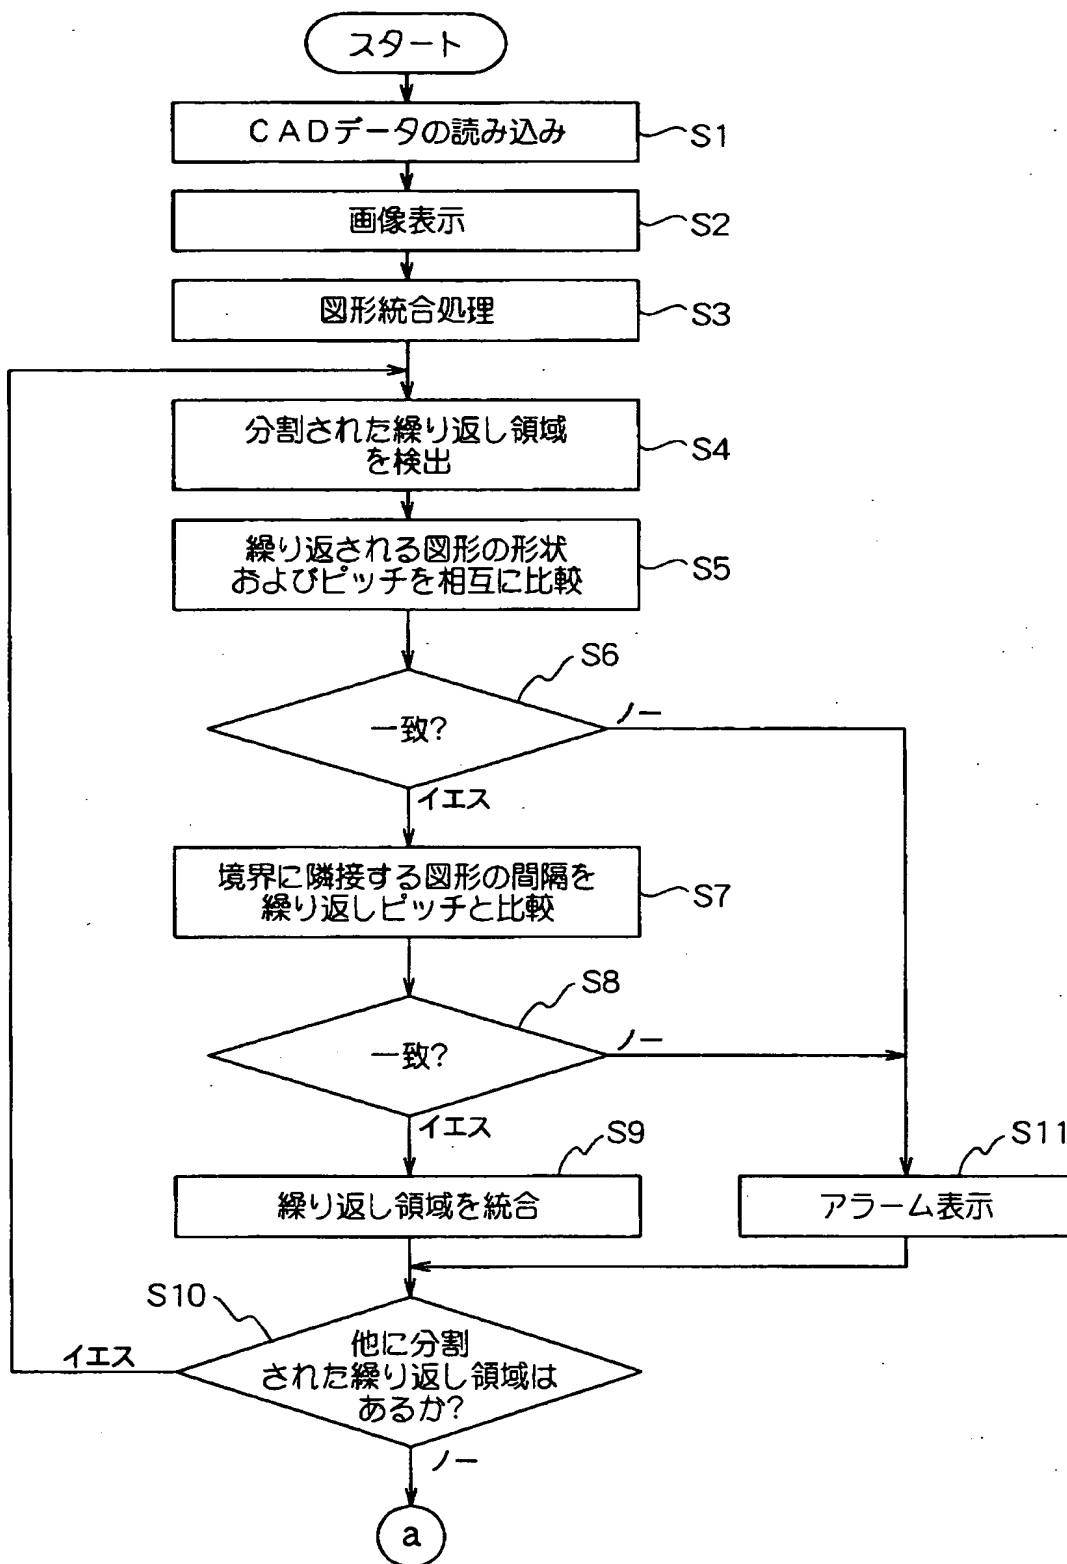 スタート
CADデータの読み込み
S1
画像表示
S2
図形統合処理
S3
分割された繰り返し領域
を検出
S4
繰り返される図形の形状
およびピッチを相互に比較
S5
S6
一致?
ノー
イエス
境界に隣接する図形の間隔を
繰り返しピッチと比較
S7
S8
一致?
ノー
イエス
S9
繰り返し領域を統合
S11
アラーム表示
S10
他に分割
された繰り返し領域は
あるか?
イエス
ノー
a